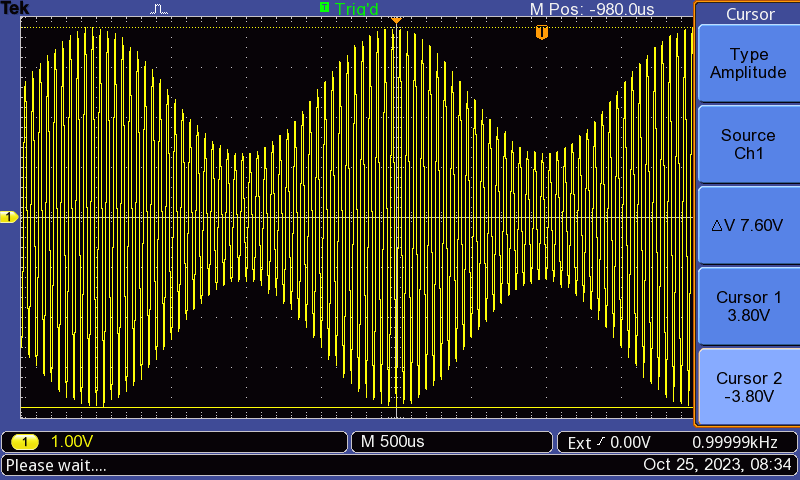 Tek
T Trig'd
M Pos: -980.0us
Cursor
T
Type
Amplitude
Source
Ch1
1
△V 7.60V
Cursor 1
3.80V
Cursor 2
-3.80V
1 1.00V
M 500us
Ext / 0.00V
0.99999kHz
Please wait....
Oct 25, 2023, 08:34